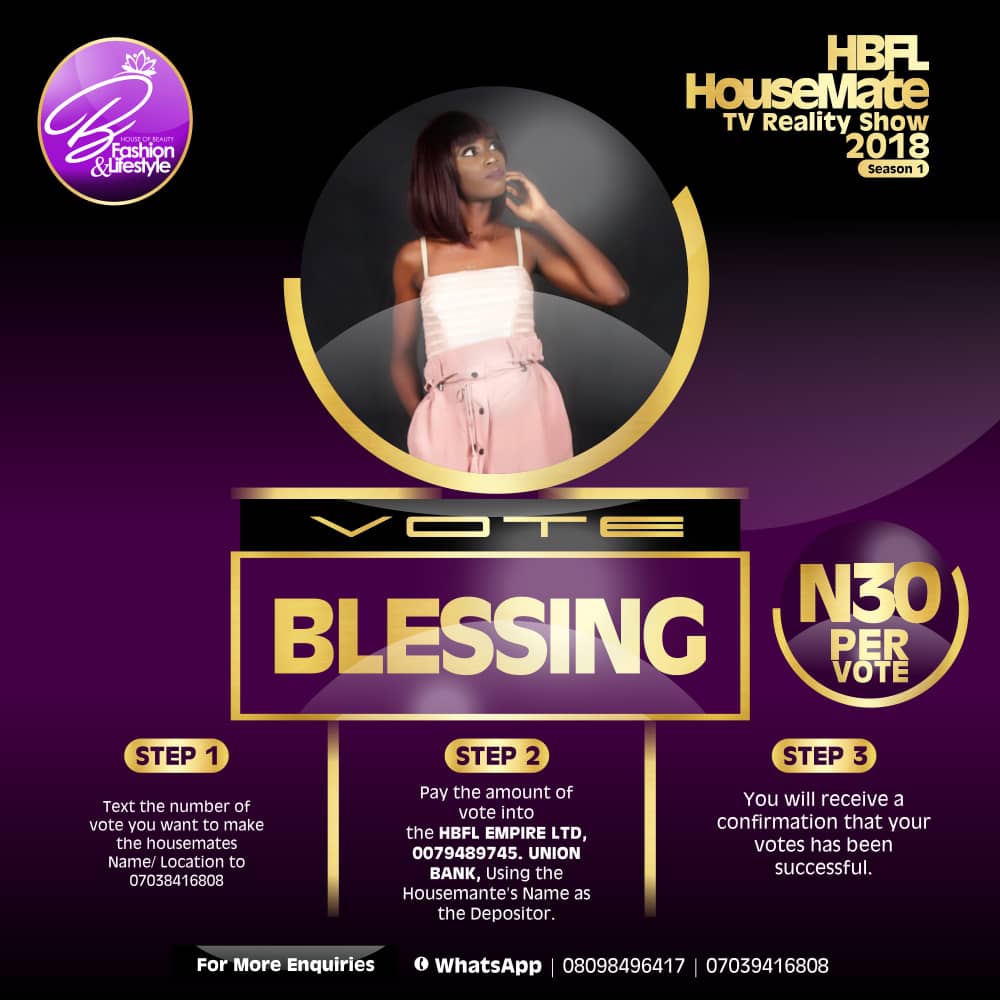 HOUSE OF BEAUTY
Fashion
&Lifestyle
HBFL
HouseMate
TV Reality Show
2018
Season 1
VOTE
BLESSING
N30
PER
VOTE
STEP 1
Text the number of
vote you want to make
the housemates
Name/ Location to
07038416808
STEP 2
Pay the amount of
vote into
the HBFL EMPIRE LTD,
0079489745. UNION
BANK, Using the
Housemante's Name as
the Depositor.
STEP 3
You will receive a
confirmation that your
votes has been
successful.
For More Enquiries WhatsApp | 08098496417 | 07039416808